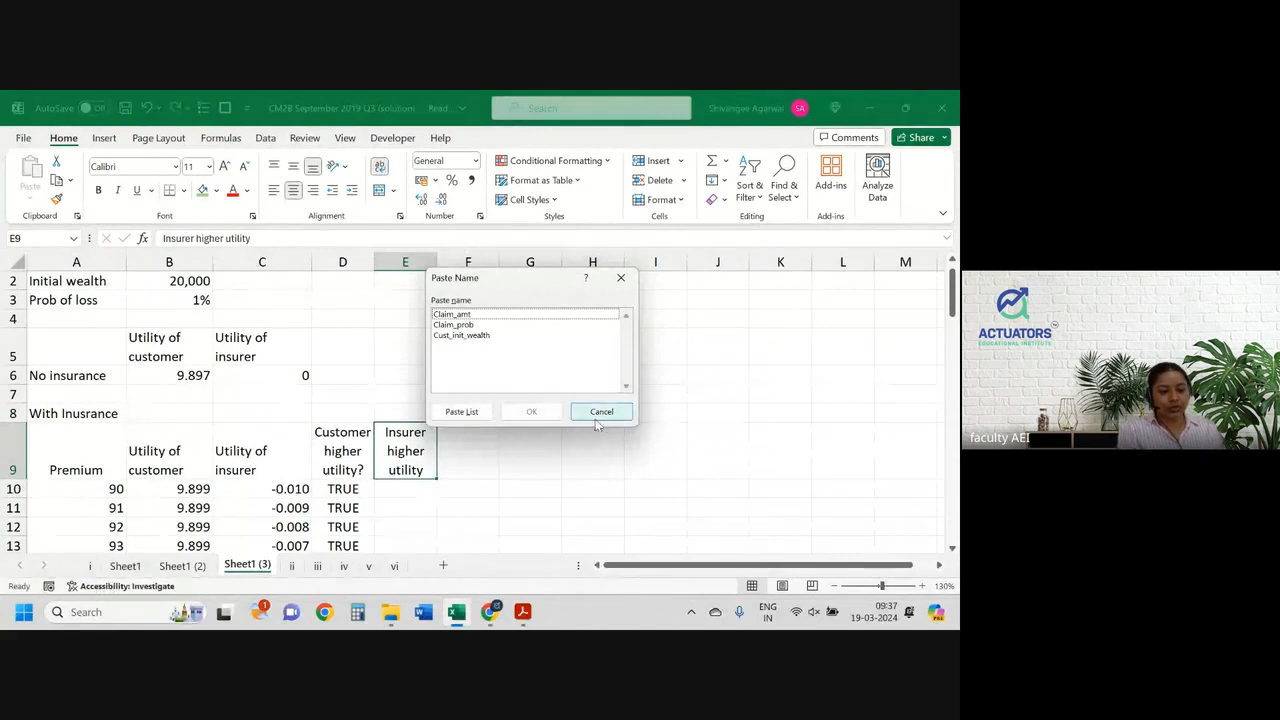 AutoSave Off CM2B September 2019 Q3 (solution) Read... Search Shivangee Agarwal SA
File Home Insert Page Layout Formulas Data Review View Developer Help Comments Share
Paste Calibri 11 A A General Conditional Formatting Insert Sort & Filter Find & Select Add-ins Analyze Data
B I U A % Format as Table Delete
Cell Styles Format
Clipboard Font Alignment Number Styles Cells Editing Add-ins
E9 fx Insurer higher utility
A B C D E F G H I J K L M
2 Initial wealth 20,000
3 Prob of loss 1%
4
5 Utility of customer Utility of insurer
6 No insurance 9.897 0
7
8 With Inusrance
9 Premium Utility of customer Utility of insurer Customer higher utility? Insurer higher utility
10 90 9.899 -0.010 TRUE
11 91 9.899 -0.009 TRUE
12 92 9.899 -0.008 TRUE
13 93 9.899 -0.007 TRUE
Paste Name ?
Paste name
Claim_amt
Claim_prob
Cust_init_wealth
Paste List OK Cancel
i Sheet1 Sheet1 (2) Sheet1 (3) ii iii iv v vi
Ready Accessibility: Investigate 130%
Search 1 ENG IN 09:37 19-03-2024
ACTUATORS TM
EDUCATIONAL INSTITUTE
faculty AEI